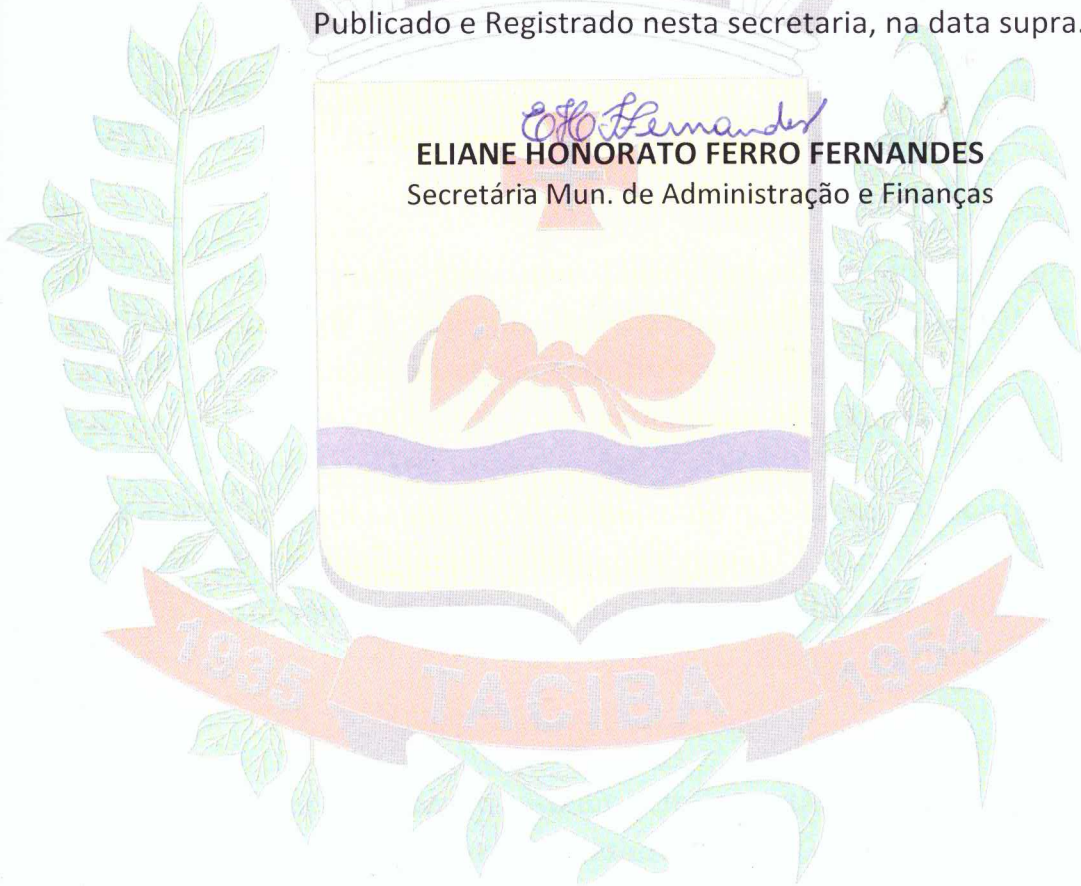 Publicado e Registrado nesta secretaria, na data supra.
EHFFernandes
ELIANE HONORATO FERRO FERNANDES
Secretária Mun. de Administração e Finanças
1935 TACIBA 1954